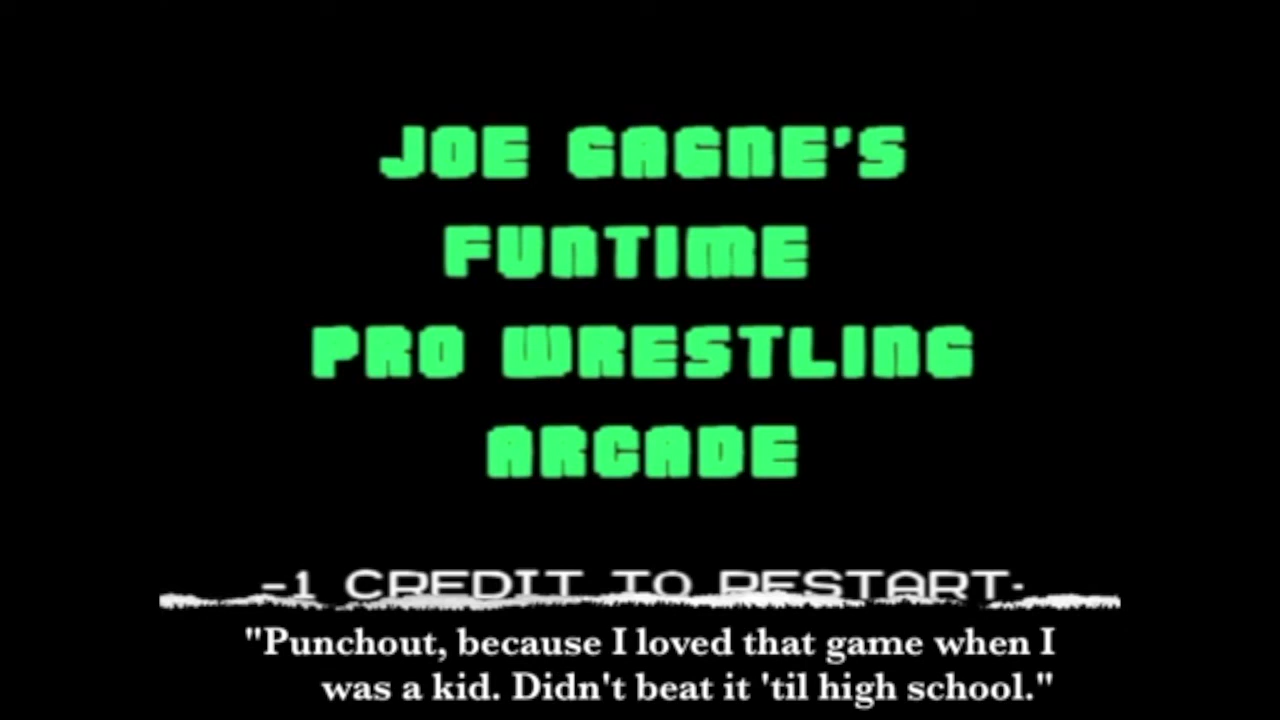 JOE GAGNE'S
FUNTIME
PRO WRESTLING
ARCADE
-1 CREDIT TO RESTART-
"Punchout, because I loved that game when I
was a kid. Didn't beat it 'til high school."